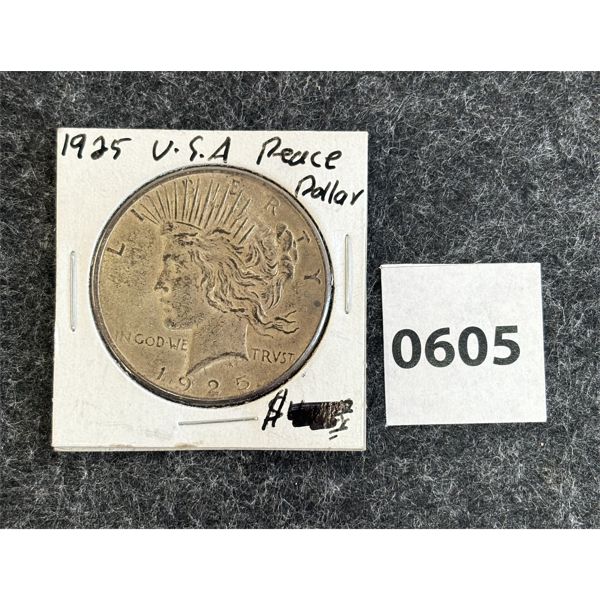 1925 U.S.A Peace
Dollar
LIBERTY
IN GOD WE TRVST
1925
$
0605